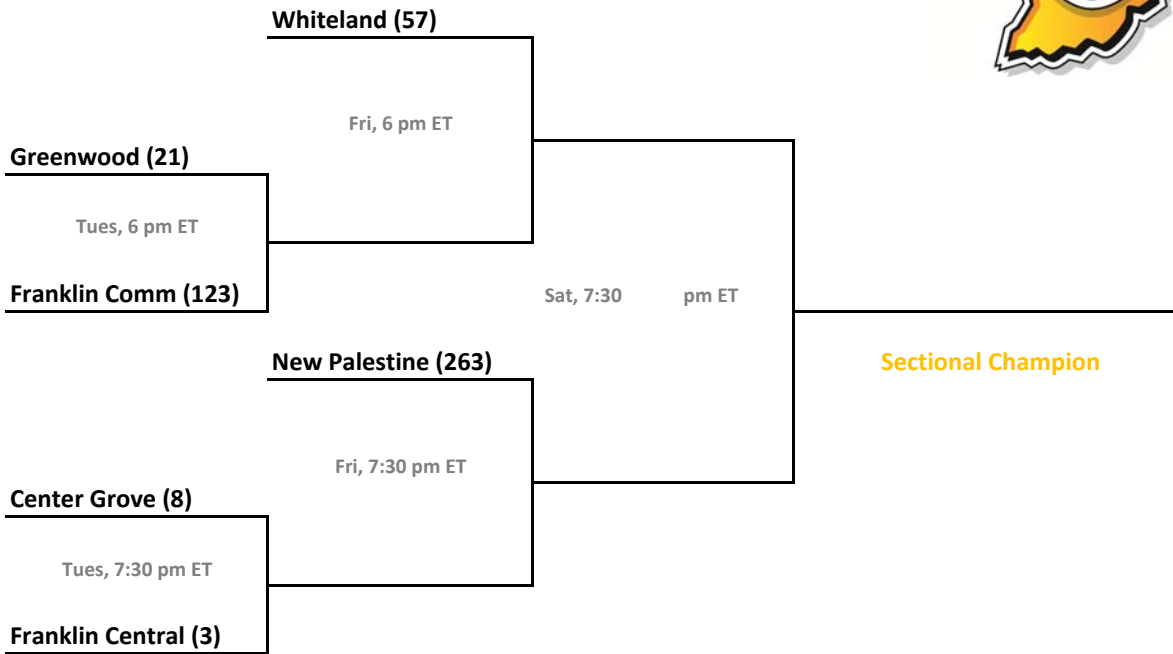 Whiteland (57)
Fri, 6 pm ET
Greenwood (21)
Tues, 6 pm ET
Franklin Comm (123)
Sat, 7:30 pm ET
New Palestine (263)
Sectional Champion
Fri, 7:30 pm ET
Center Grove (8)
Tues, 7:30 pm ET
Franklin Central (3)